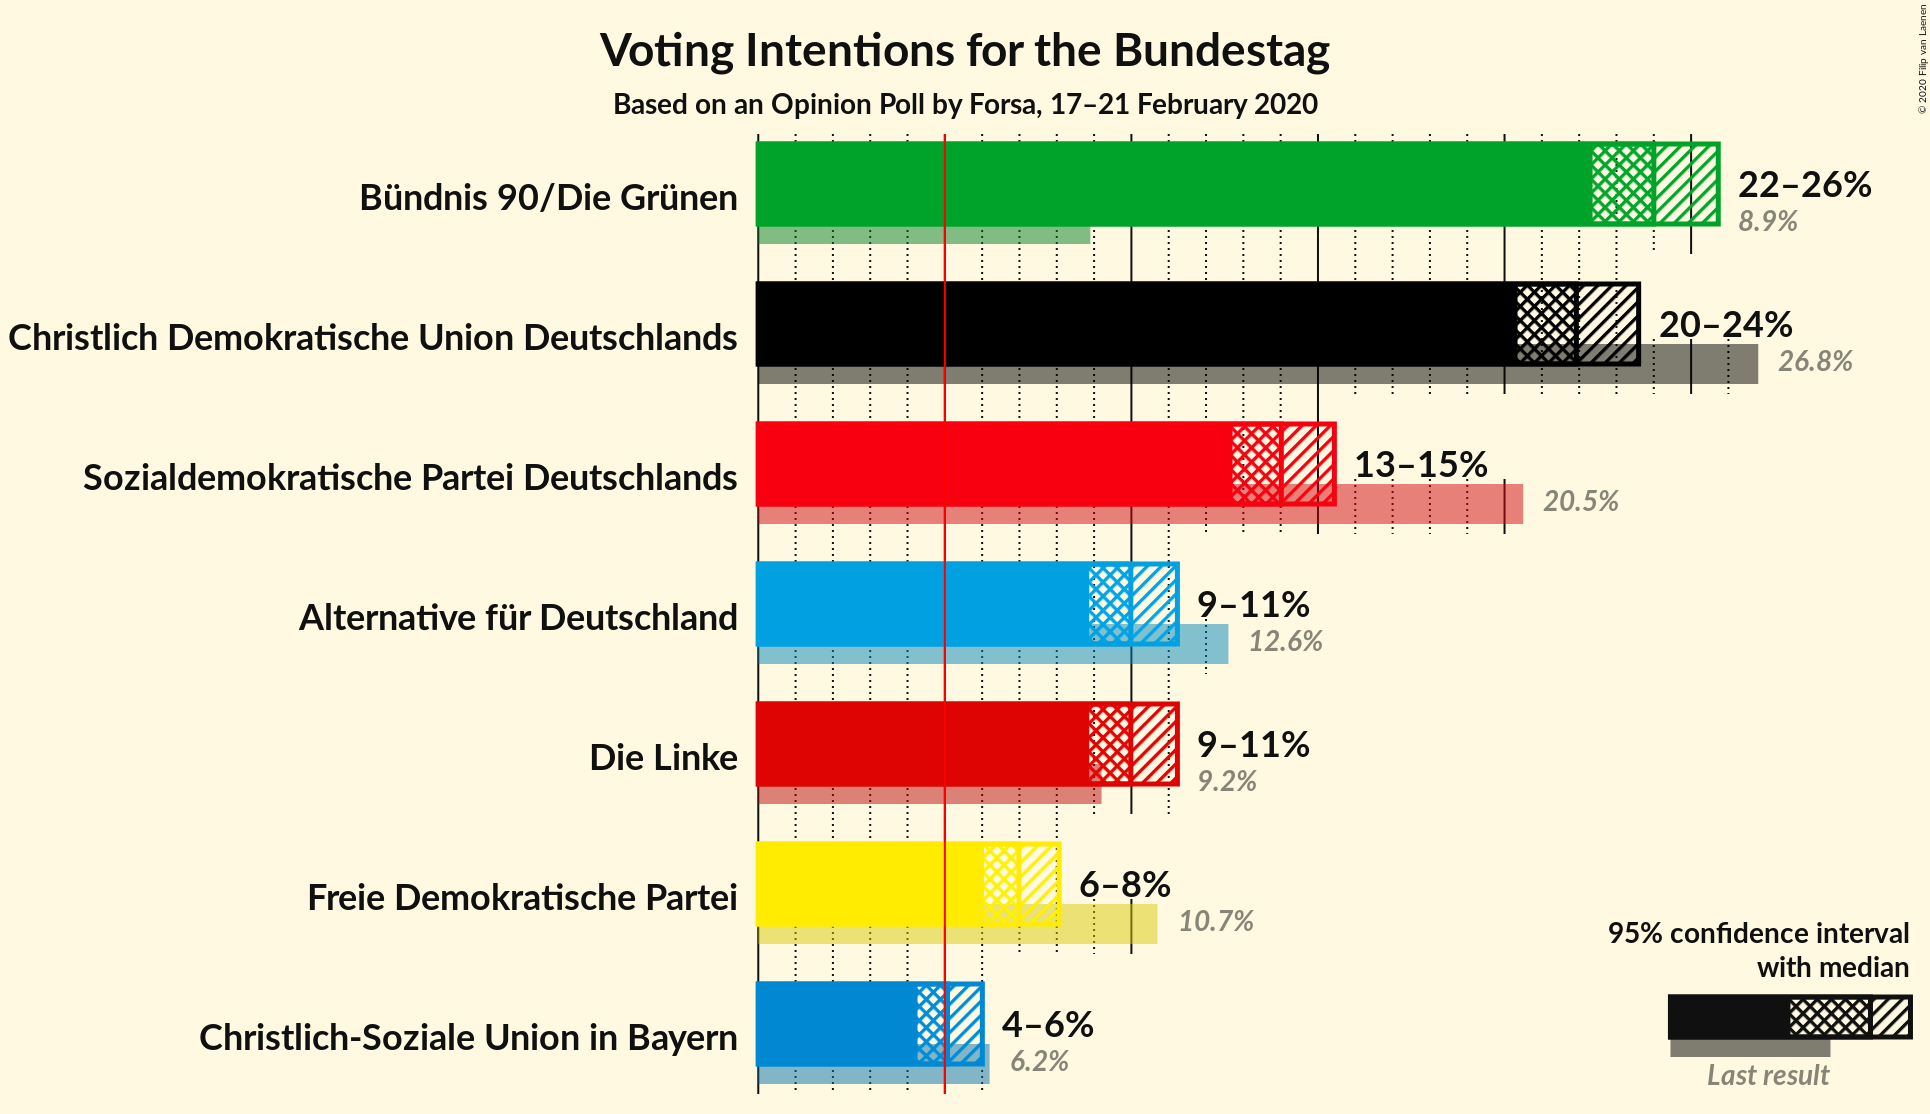 Voting Intentions for the Bundestag
Based on an Opinion Poll by Forsa, 17–21 February 2020
© 2020 Filip van Laenen
Bündnis 90/Die Grünen
22–26%
8.9%
Christlich Demokratische Union Deutschlands
20–24%
26.8%
Sozialdemokratische Partei Deutschlands
13–15%
20.5%
Alternative für Deutschland
9–11%
12.6%
Die Linke
9–11%
9.2%
Freie Demokratische Partei
6–8%
10.7%
Christlich-Soziale Union in Bayern
4–6%
6.2%
95% confidence interval
with median
Last result